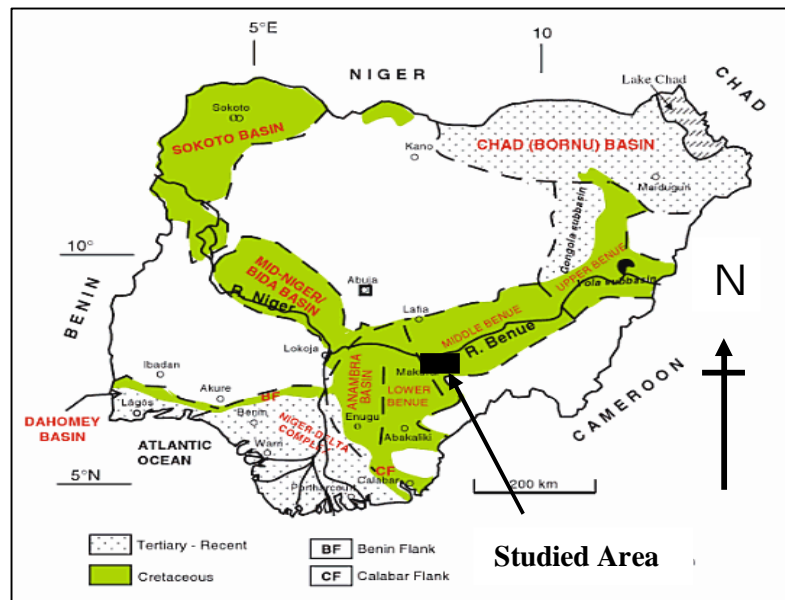 5°E
10
NIGER
Lake Chad
CHAD
Sokoto
SOKOTO BASIN
Kano
CHAD (BORNU) BASIN
Maiduguri
Gongola subbasin
10°
MID-NIGER/
BIDA BASIN
R. Niger
Abuja
UPPER BENUE
Yola subbasin
N
BENIN
Lafia
MIDDLE BENUE
R. Benue
Lokoja
Ibadan
Akure
BF
ANAMBRA
BASIN
LOWER
BENUE
CAMEROON
Lagos
Benin
Enugu
DAHOMEY
BASIN
NIGER-DELTA
COMPLEX
Abakaliki
ATLANTIC
OCEAN
Warri
5°N
CF
Calabar
Portharcourt
200 km
Tertiary - Recent
BF
Benin Flank
Cretaceous
CF
Calabar Flank
Studied Area